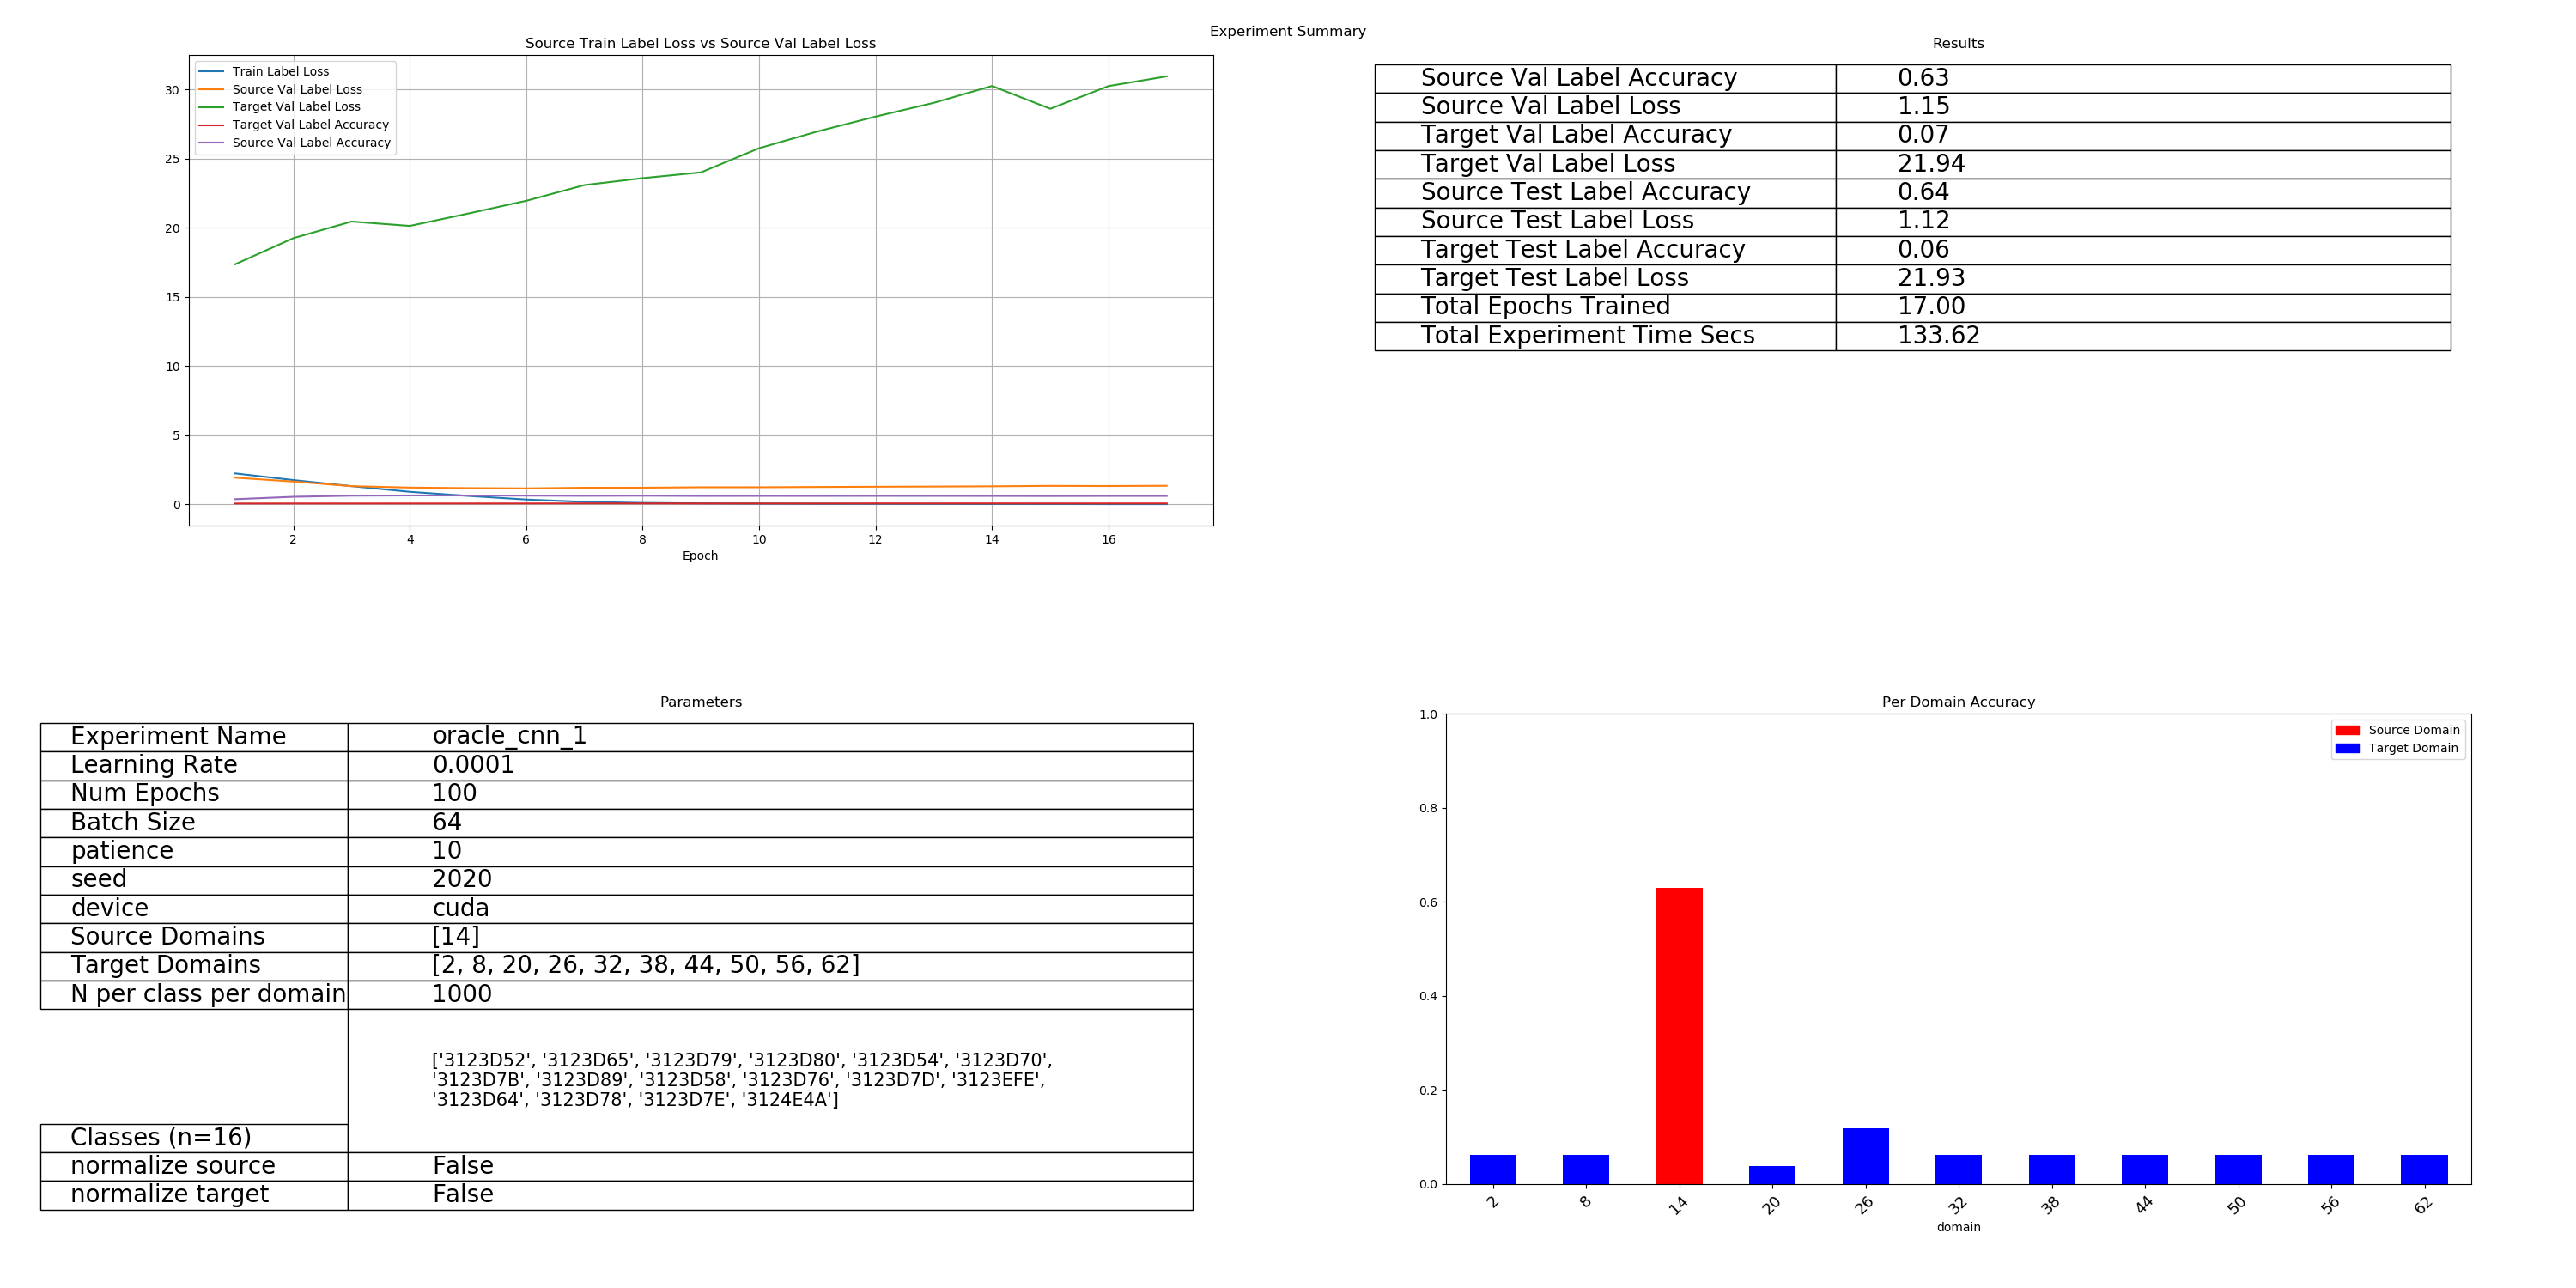 Experiment Summary
Source Train Label Loss vs Source Val Label Loss
Train Label Loss
Source Val Label Loss
Target Val Label Loss
Target Val Label Accuracy
Source Val Label Accuracy
30
25
20
15
10
5
0
2 4 6 8 10 12 14 16
Epoch
Results
Source Val Label Accuracy 0.63
Source Val Label Loss 1.15
Target Val Label Accuracy 0.07
Target Val Label Loss 21.94
Source Test Label Accuracy 0.64
Source Test Label Loss 1.12
Target Test Label Accuracy 0.06
Target Test Label Loss 21.93
Total Epochs Trained 17.00
Total Experiment Time Secs 133.62
Parameters
Experiment Name oracle_cnn_1
Learning Rate 0.0001
Num Epochs 100
Batch Size 64
patience 10
seed 2020
device cuda
Source Domains [14]
Target Domains [2, 8, 20, 26, 32, 38, 44, 50, 56, 62]
N per class per domain 1000
['3123D52', '3123D65', '3123D79', '3123D80', '3123D54', '3123D70',
'3123D7B', '3123D89', '3123D58', '3123D76', '3123D7D', '3123EFE',
'3123D64', '3123D78', '3123D7E', '3124E4A']
Classes (n=16)
normalize source False
normalize target False
Per Domain Accuracy
Source Domain
Target Domain
1.0
0.8
0.6
0.4
0.2
0.0
2 8 14 20 26 32 38 44 50 56 62
domain